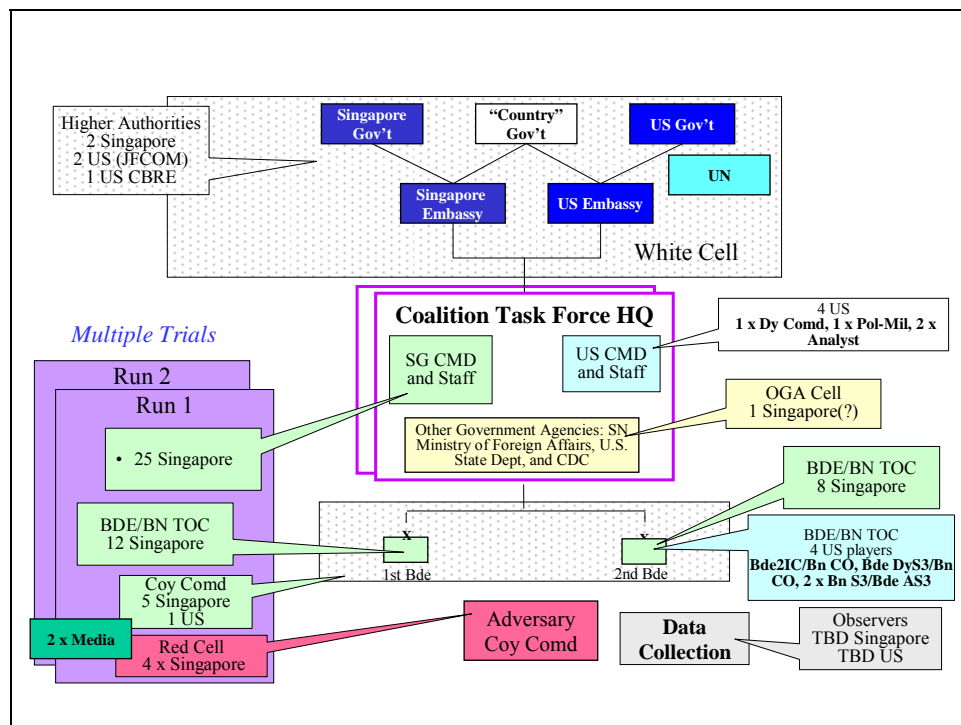 Higher Authorities
2 Singapore
2 US (JFCOM)
1 US CBRE
Singapore
Gov't
“Country”
Gov't
US Gov't
UN
Singapore
Embassy
US Embassy
White Cell
Coalition Task Force HQ
SG CMD
and Staff
US CMD
and Staff
4 US
1 x Dy Comd, 1 x Pol-Mil, 2 x
Analyst
Other Government Agencies: SN
Ministry of Foreign Affairs, U.S.
State Dept, and CDC
OGA Cell
1 Singapore(?)
Multiple Trials
Run 2
Run 1
• 25 Singapore
BDE/BN TOC
12 Singapore
Coy Comd
5 Singapore
1 US
2 x Media
Red Cell
4 x Singapore
x
1st Bde
x
2nd Bde
BDE/BN TOC
8 Singapore
BDE/BN TOC
4 US players
Bde2IC/Bn CO, Bde DyS3/Bn
CO, 2 x Bn S3/Bde AS3
Adversary
Coy Comd
Data
Collection
Observers
TBD Singapore
TBD US